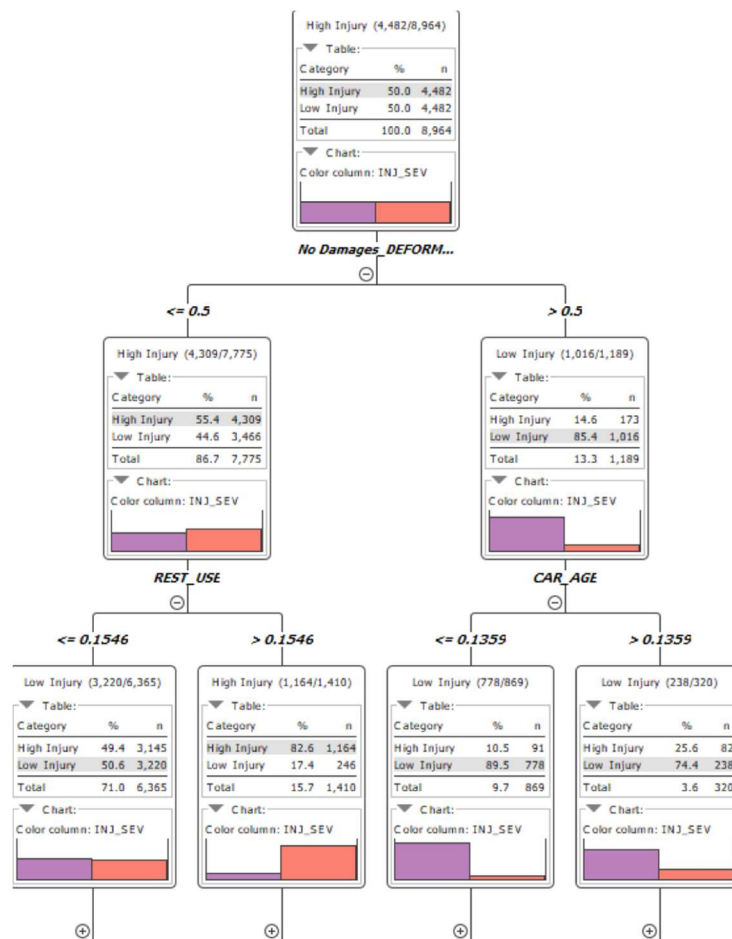 High Injury (4,482/8,964)
Table:
Category % n
High Injury 50.0 4,482
Low Injury 50.0 4,482
Total 100.0 8,964
Chart:
Color column: INJ_SEV
No Damages_DEFORM...
<= 0.5
> 0.5
High Injury (4,309/7,775)
Table:
Category % n
High Injury 55.4 4,309
Low Injury 44.6 3,466
Total 86.7 7,775
Chart:
Color column: INJ_SEV
REST_USE
Low Injury (1,016/1,189)
Table:
Category % n
High Injury 14.6 173
Low Injury 85.4 1,016
Total 13.3 1,189
Chart:
Color column: INJ_SEV
CAR_AGE
<= 0.1546
> 0.1546
<= 0.1359
> 0.1359
Low Injury (3,220/6,365)
Table:
Category % n
High Injury 49.4 3,145
Low Injury 50.6 3,220
Total 71.0 6,365
Chart:
Color column: INJ_SEV
High Injury (1,164/1,410)
Table:
Category % n
High Injury 82.6 1,164
Low Injury 17.4 246
Total 15.7 1,410
Chart:
Color column: INJ_SEV
Low Injury (778/869)
Table:
Category % n
High Injury 10.5 91
Low Injury 89.5 778
Total 9.7 869
Chart:
Color column: INJ_SEV
Low Injury (238/320)
Table:
Category % n
High Injury 25.6 82
Low Injury 74.4 238
Total 3.6 320
Chart:
Color column: INJ_SEV